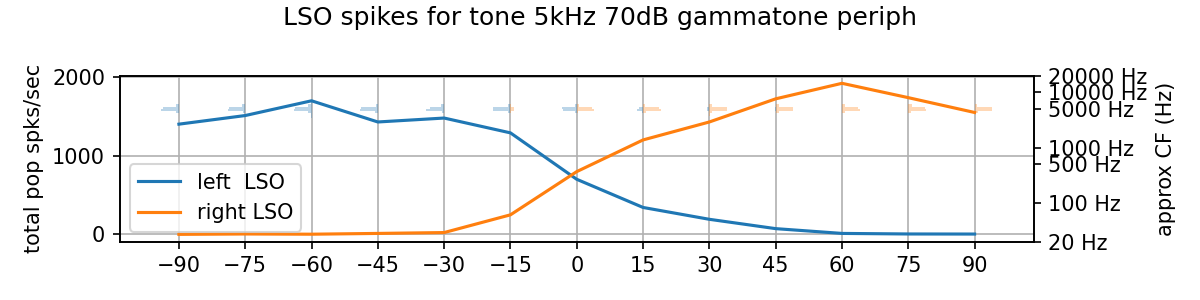 LSO spikes for tone 5kHz 70dB gammatone periph
total pop spks/sec
2000
1000
0
left LSO
right LSO
20000 Hz
10000 Hz
5000 Hz
1000 Hz
500 Hz
100 Hz
20 Hz
approx CF (Hz)
−90 −75 −60 −45 −30 −15 0 15 30 45 60 75 90